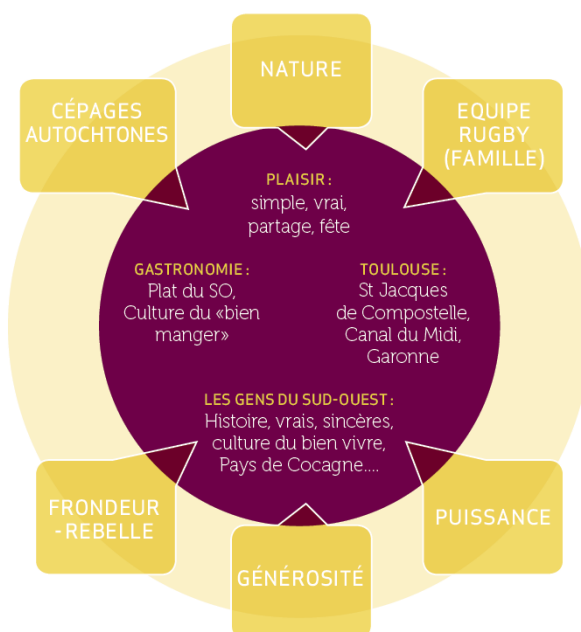 NATURE
CÉPAGES
AUTOCHTONES
EQUIPE
RUGBY
(FAMILLE)
PLAISIR :
simple, vrai,
partage, fête
GASTRONOMIE :
Plat du SO,
Culture du «bien
manger»
TOULOUSE :
St Jacques
de Compostelle,
Canal du Midi,
Garonne
LES GENS DU SUD-OUEST :
Histoire, vrais, sincères,
culture du bien vivre,
Pays de Cocagne....
FRONDEUR
- REBELLE
PUISSANCE
GÉNÉROSITÉ